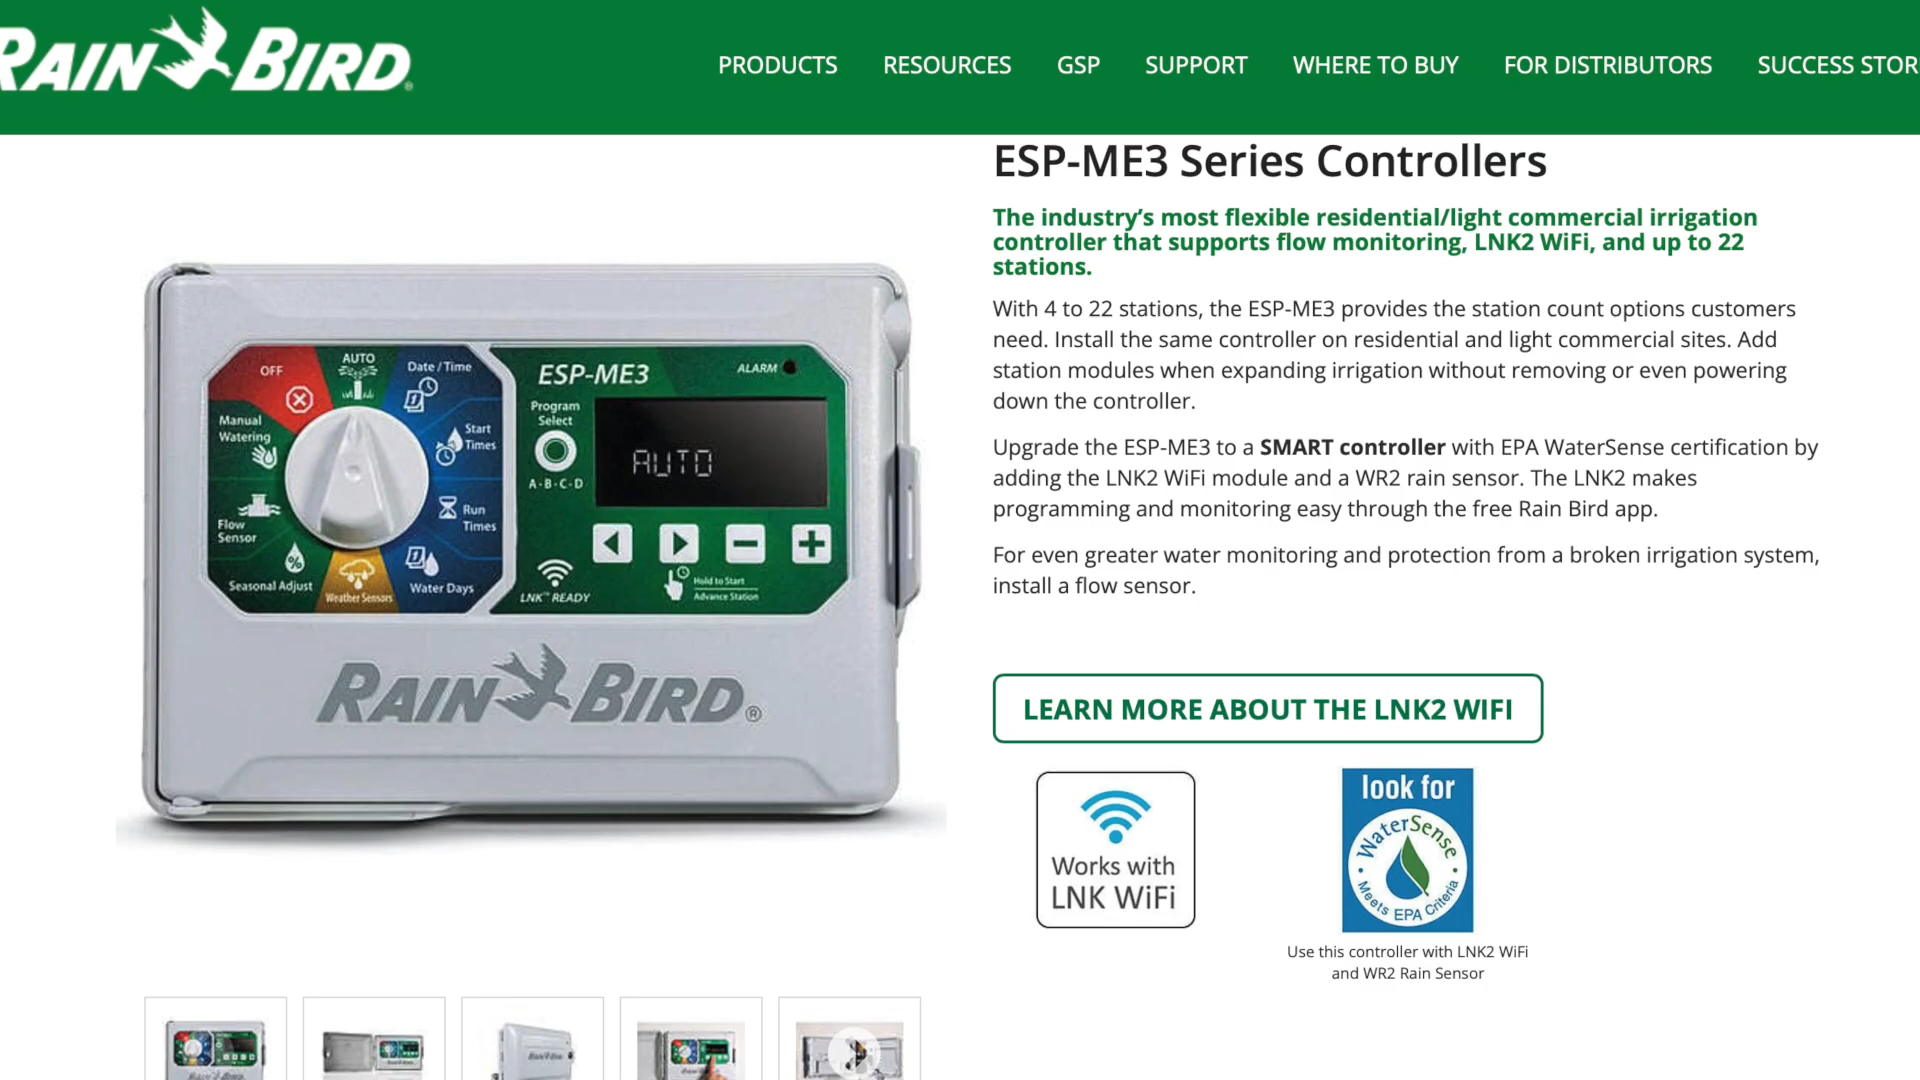 RAIN BIRD®
PRODUCTS RESOURCES GSP SUPPORT WHERE TO BUY FOR DISTRIBUTORS SUCCESS STOR
ESP-ME3 Series Controllers
The industry’s most flexible residential/light commercial irrigation
controller that supports flow monitoring, LNK2 WiFi, and up to 22
stations.
With 4 to 22 stations, the ESP-ME3 provides the station count options customers
need. Install the same controller on residential and light commercial sites. Add
station modules when expanding irrigation without removing or even powering
down the controller.
Upgrade the ESP-ME3 to a SMART controller with EPA WaterSense certification by
adding the LNK2 WiFi module and a WR2 rain sensor. The LNK2 makes
programming and monitoring easy through the free Rain Bird app.
For even greater water monitoring and protection from a broken irrigation system,
install a flow sensor.
LEARN MORE ABOUT THE LNK2 WIFI
Works with
LNK WiFi
look for
WaterSense
Meets EPA Criteria
Use this controller with LNK2 WiFi
and WR2 Rain Sensor
OFF
AUTO
Date / Time
Manual
Watering
Start
Times
Flow
Sensor
Run
Times
Seasonal Adjust
Weather Sensors
Water Days
ESP-ME3
ALARM
Program
Select
A-B-C-D
AUTO
LNK™ READY
Hold to Start
Advance Station
RAIN BIRD®